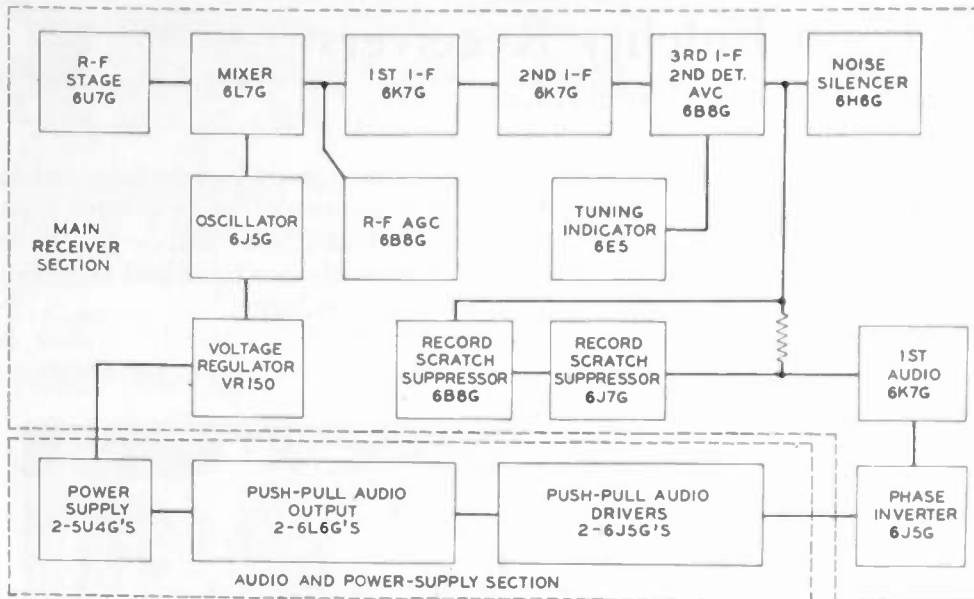 R-F
STAGE
6U7G
MIXER
6L7G
1ST I-F
6K7G
2ND I-F
6K7G
3RD I-F
2ND DET.
AVC
6B8G
NOISE
SILENCER
6H6G
MAIN
RECEIVER
SECTION
OSCILLATOR
6J5G
R-F AGC
6B8G
TUNING
INDICATOR
6E5
VOLTAGE
REGULATOR
VR150
RECORD
SCRATCH
SUPPRESSOR
6B8G
RECORD
SCRATCH
SUPPRESSOR
6J7G
1ST
AUDIO
6K7G
POWER
SUPPLY
2-5U4G'S
PUSH-PULL AUDIO
OUTPUT
2-6L6G'S
PUSH-PULL AUDIO
DRIVERS
2-6J5G'S
PHASE
INVERTER
6J5G
AUDIO AND POWER-SUPPLY SECTION